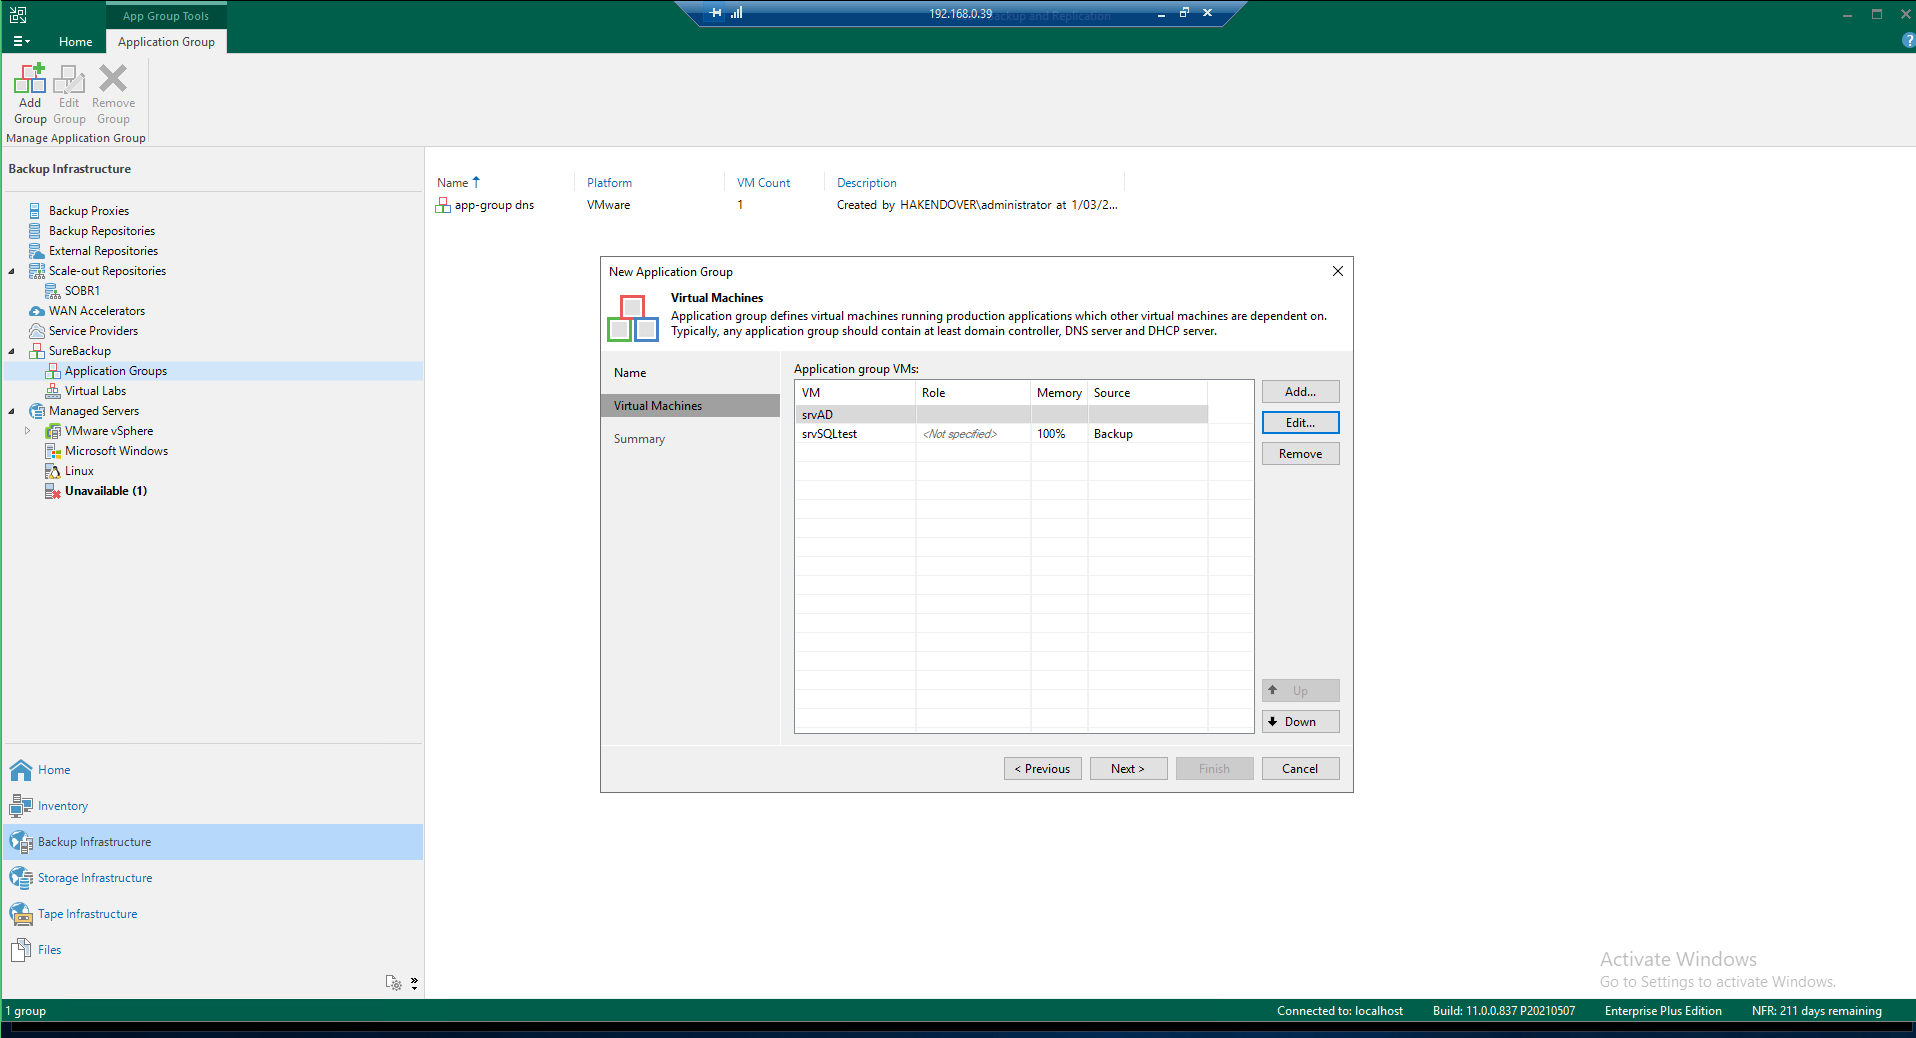 App Group Tools
192.168.0.39
Backup and Replication
Home
Application Group
Add Group
Edit Group
Remove Group
Manage Application Group
Backup Infrastructure
Backup Proxies
Backup Repositories
External Repositories
Scale-out Repositories
SOBR1
WAN Accelerators
Service Providers
SureBackup
Application Groups
Virtual Labs
Managed Servers
VMware vSphere
Microsoft Windows
Linux
Unavailable (1)
Home
Inventory
Backup Infrastructure
Storage Infrastructure
Tape Infrastructure
Files
Name Platform VM Count Description
app-group dns VMware 1 Created by HAKENDOVER\administrator at 1/03/2...
New Application Group
Virtual Machines
Application group defines virtual machines running production applications which other virtual machines are dependent on.
Typically, any application group should contain at least domain controller, DNS server and DHCP server.
Name
Virtual Machines
Summary
Application group VMs:
VM Role Memory Source
srvAD
srvSQLtest <Not specified> 100% Backup
Add...
Edit...
Remove
Up
Down
< Previous
Next >
Finish
Cancel
Activate Windows
Go to Settings to activate Windows.
1 group
Connected to: localhost
Build: 11.0.0.837 P20210507
Enterprise Plus Edition
NFR: 211 days remaining